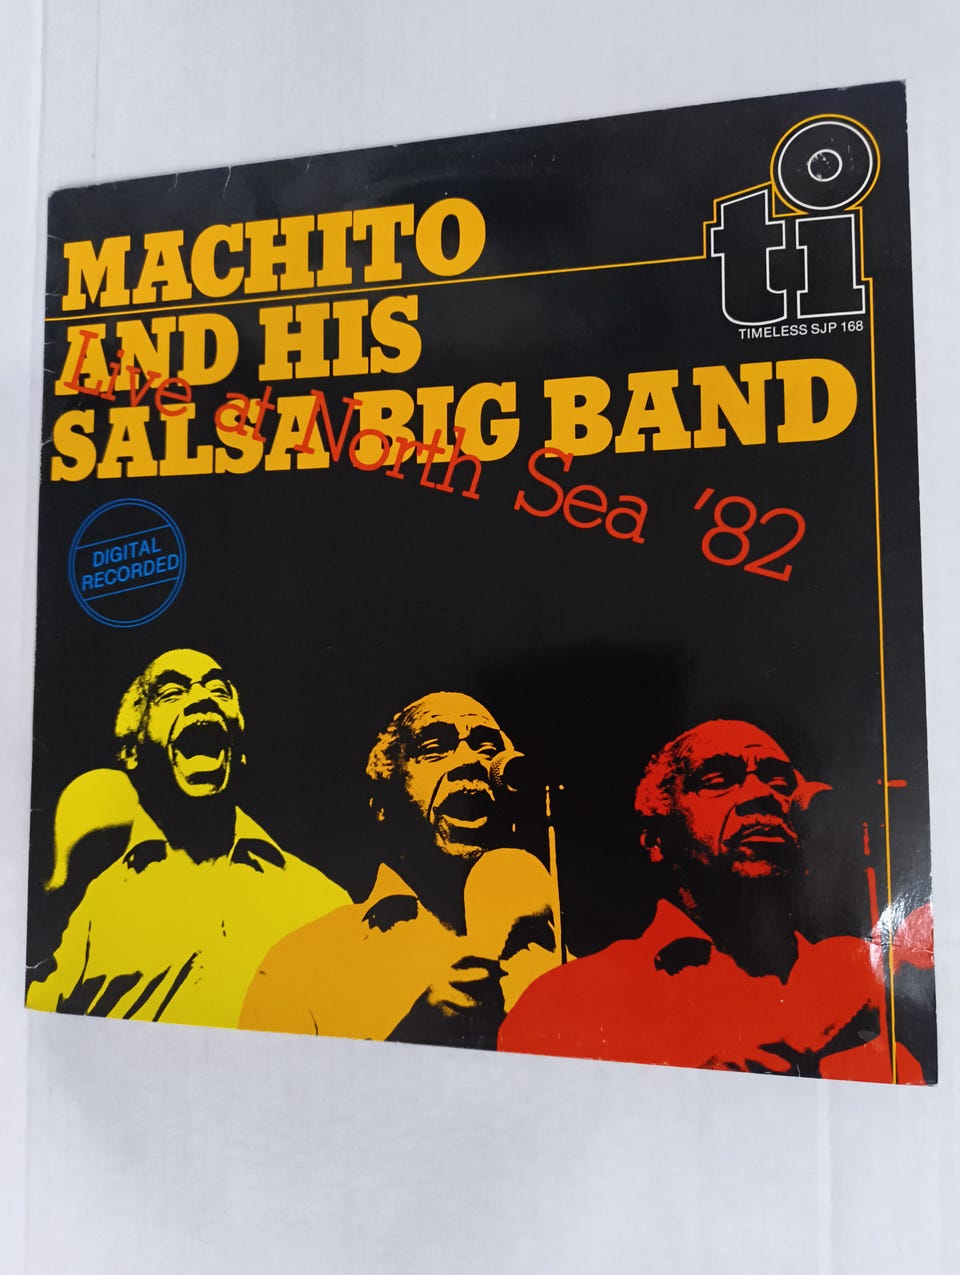 MACHITO
AND HIS
SALSA BIG BAND
Live at North Sea '82
ti
TIMELESS SJP 168
DIGITAL
RECORDED